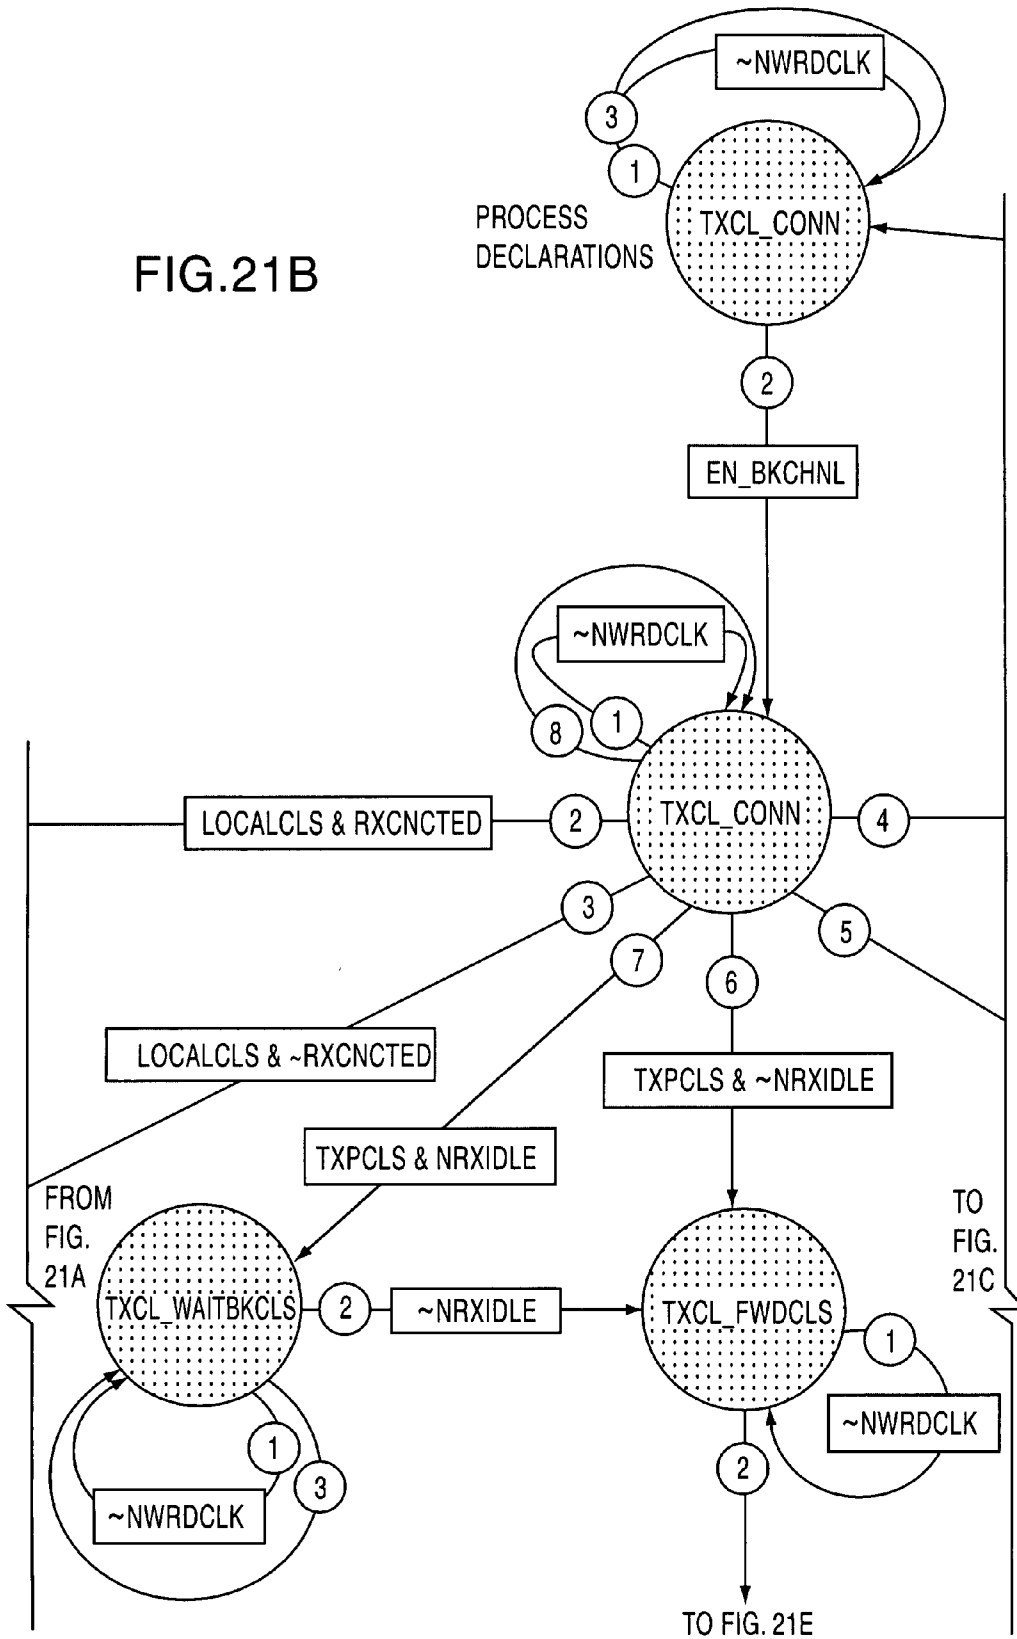 ~NWRDCLK
3
1
TXCL_CONN
PROCESS
DECLARATIONS
FIG.21B
2
EN_BKCHNL
~NWRDCLK
1
8
TXCL_CONN
LOCALCLS & RXCNCTED
2
4
3
5
7
6
LOCALCLS & ~RXCNCTED
TXPCLS & ~NRXIDLE
TXPCLS & NRXIDLE
FROM
FIG.
21A
TO
FIG.
21C
TXCL_WAITBKCLS
2
~NRXIDLE
TXCL_FWDCLS
1
~NWRDCLK
1
3
2
~NWRDCLK
TO FIG. 21E